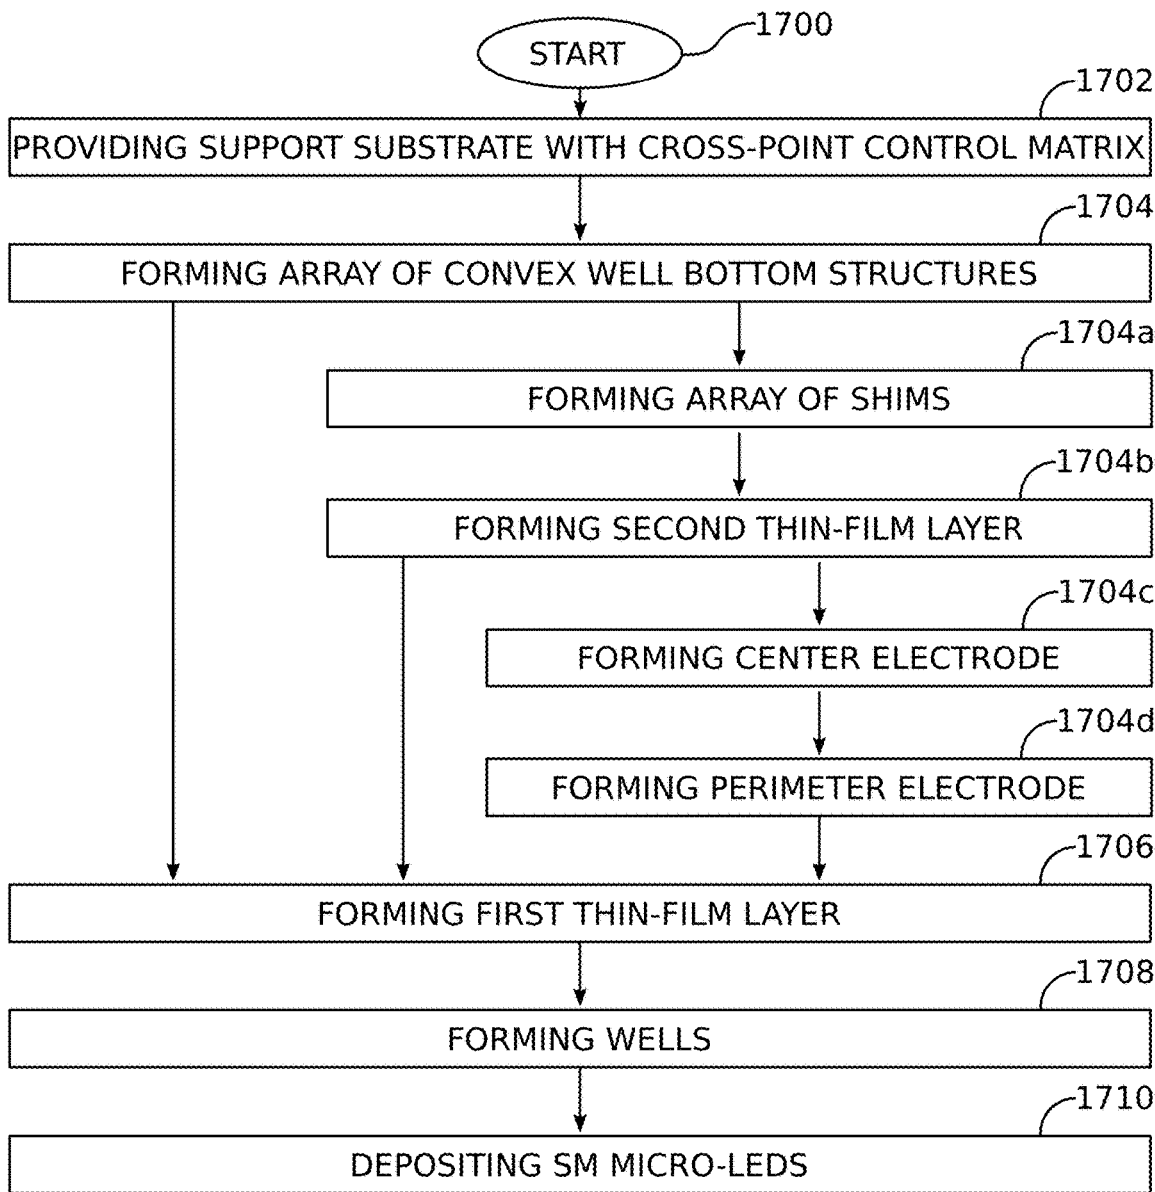 1700
START
1702
PROVIDING SUPPORT SUBSTRATE WITH CROSS-POINT CONTROL MATRIX
1704
FORMING ARRAY OF CONVEX WELL BOTTOM STRUCTURES
1704a
FORMING ARRAY OF SHIMS
1704b
FORMING SECOND THIN-FILM LAYER
1704c
FORMING CENTER ELECTRODE
1704d
FORMING PERIMETER ELECTRODE
1706
FORMING FIRST THIN-FILM LAYER
1708
FORMING WELLS
1710
DEPOSITING SM MICRO-LEDS